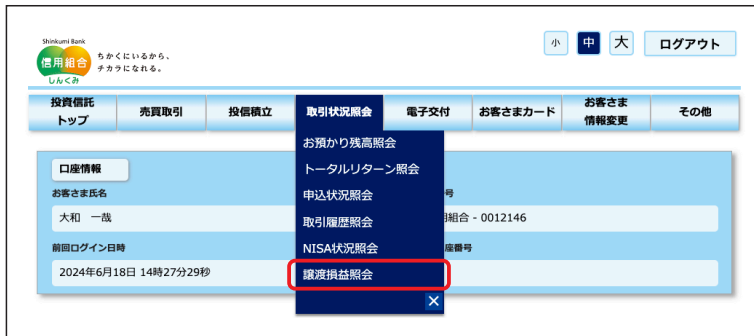 Shinkumi Bank
信用組合
しんくみ
ちかくにいるから、
チカラになれる。
小 中 大 ログアウト
投資信託
トップ
売買取引
投信積立
取引状況照会
電子交付
お客さまカード
お客さま
情報変更
その他
お預かり残高照会
トータルリターン照会
申込状況照会
取引履歴照会
NISA状況照会
譲渡損益照会
×
口座情報
お客さま氏名
大和 一哉
号
組合 - 0012146
前回ログイン日時
座番号
2024年6月18日 14時27分29秒